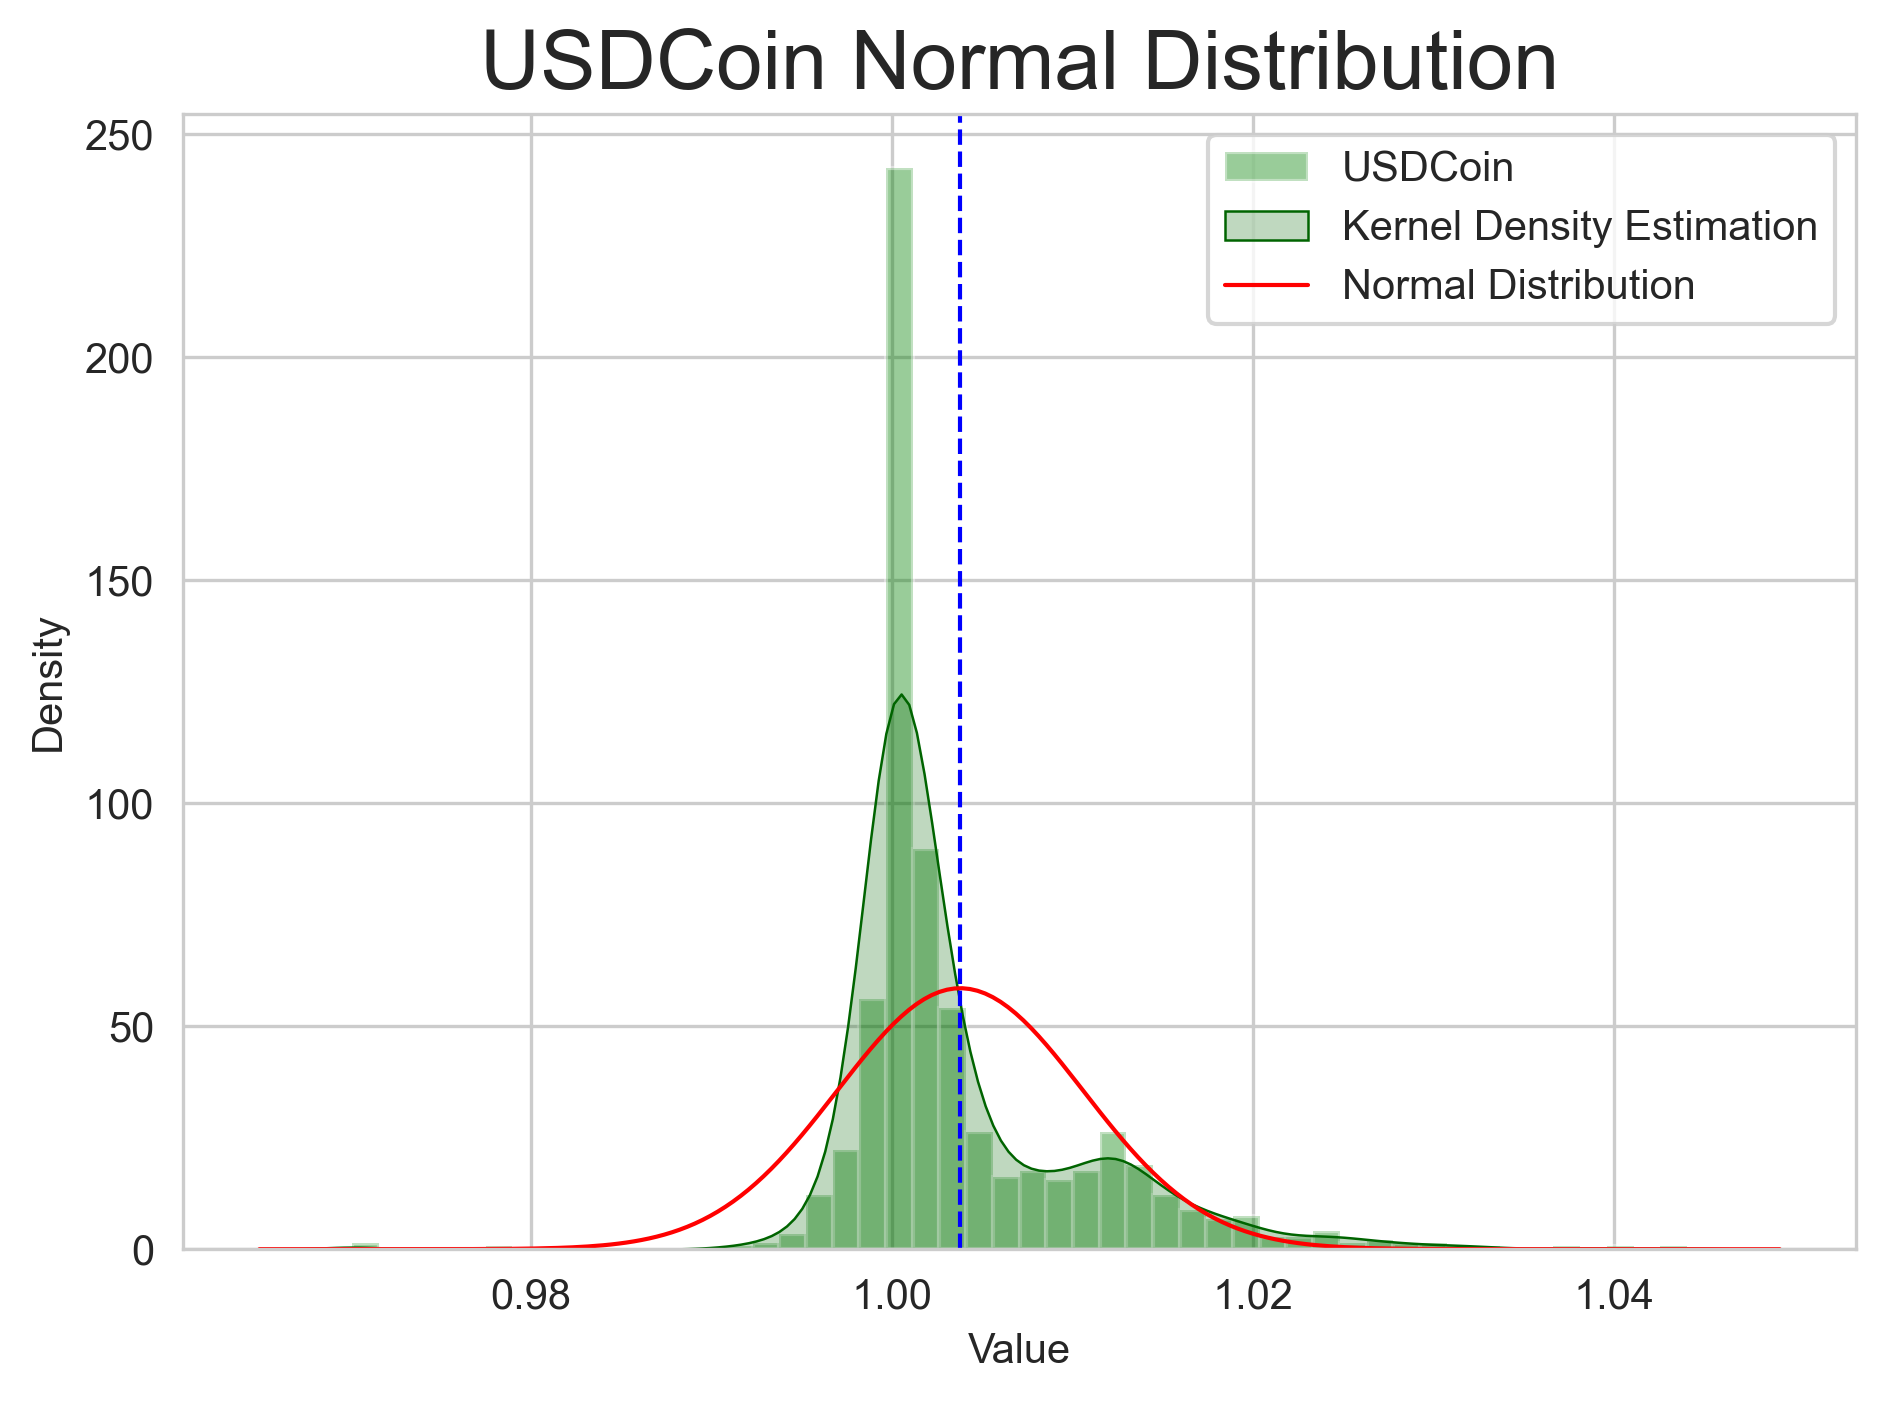 USDCoin Normal Distribution
250
200
150
100
50
0
Density
USDCoin
Kernel Density Estimation
Normal Distribution
0.98
1.00
1.02
1.04
Value